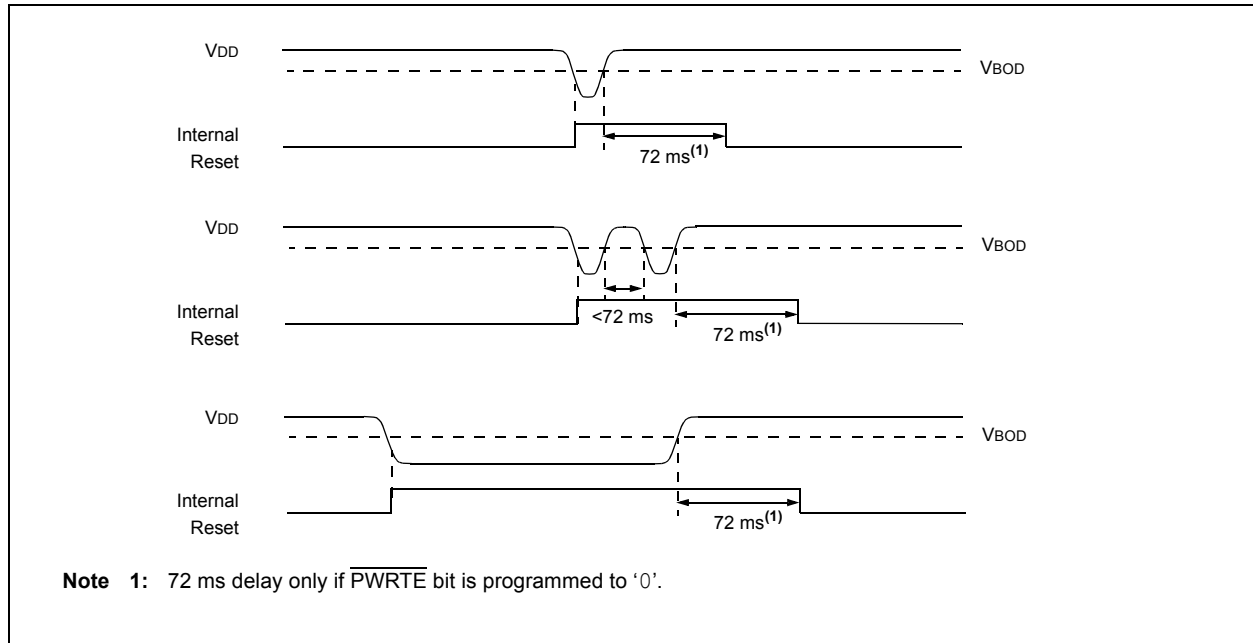 VDD
VBOD
Internal
Reset
72 ms(1)
VDD
VBOD
Internal
Reset
<72 ms
72 ms(1)
VDD
VBOD
Internal
Reset
72 ms(1)
Note 1: 72 ms delay only if PWRTE bit is programmed to ‘0’.